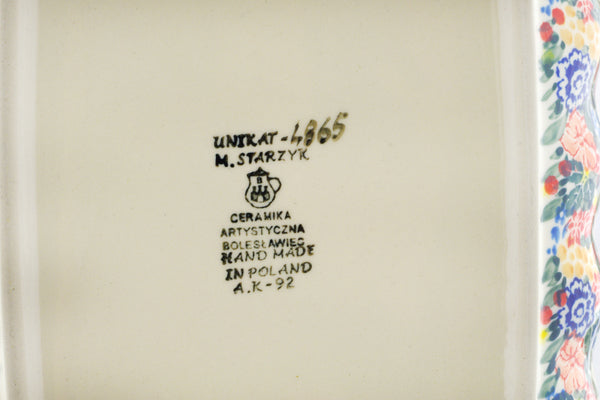 UNIKAT - 4865
M. STARZYK
CERAMIKA
ARTYSTYCZNA
BOLESŁAWIEC
HAND MADE
IN POLAND
A.K-92